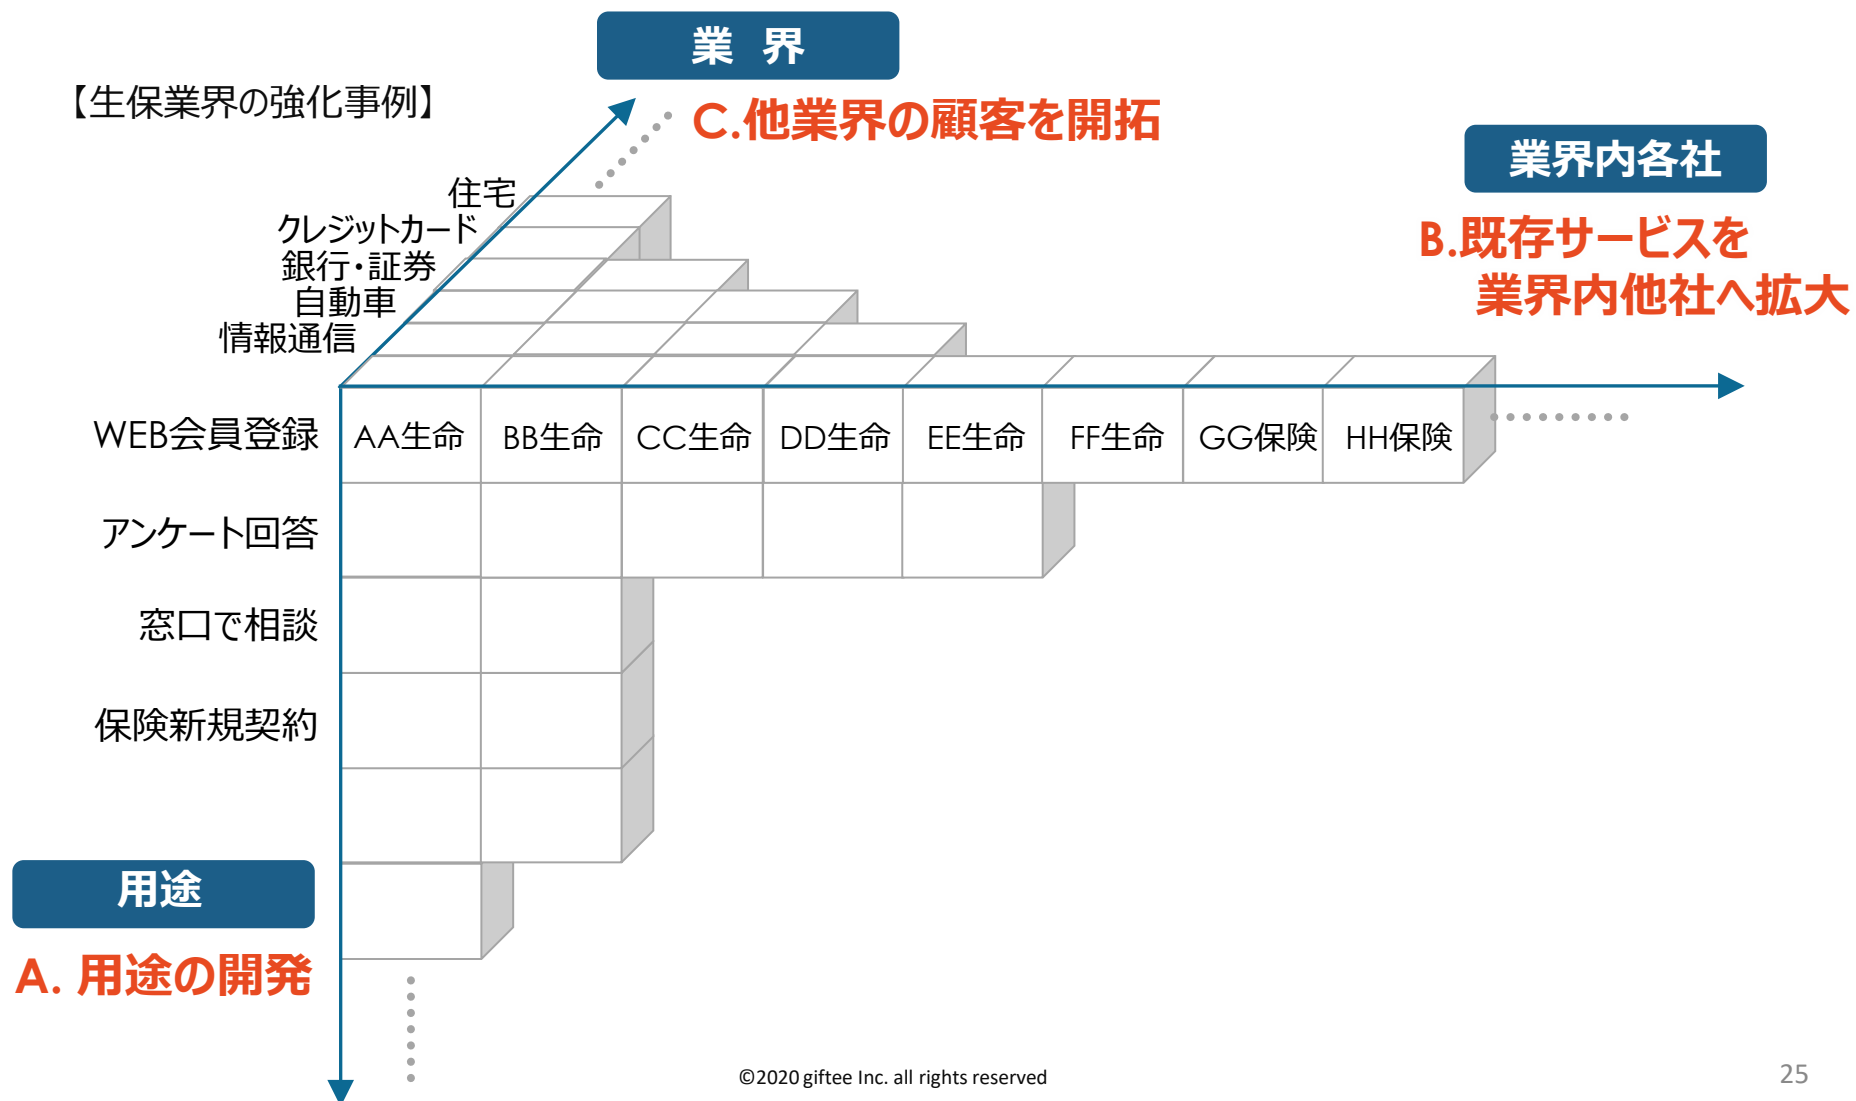 業 界
【生保業界の強化事例】
C.他業界の顧客を開拓
業界内各社
B.既存サービスを
業界内他社へ拡大
住宅
クレジットカード
銀行・証券
自動車
情報通信
WEB会員登録
AA生命
BB生命
CC生命
DD生命
EE生命
FF生命
GG保険
HH保険
アンケート回答
窓口で相談
保険新規契約
用途
A. 用途の開発
©2020 giftee Inc. all rights reserved
25